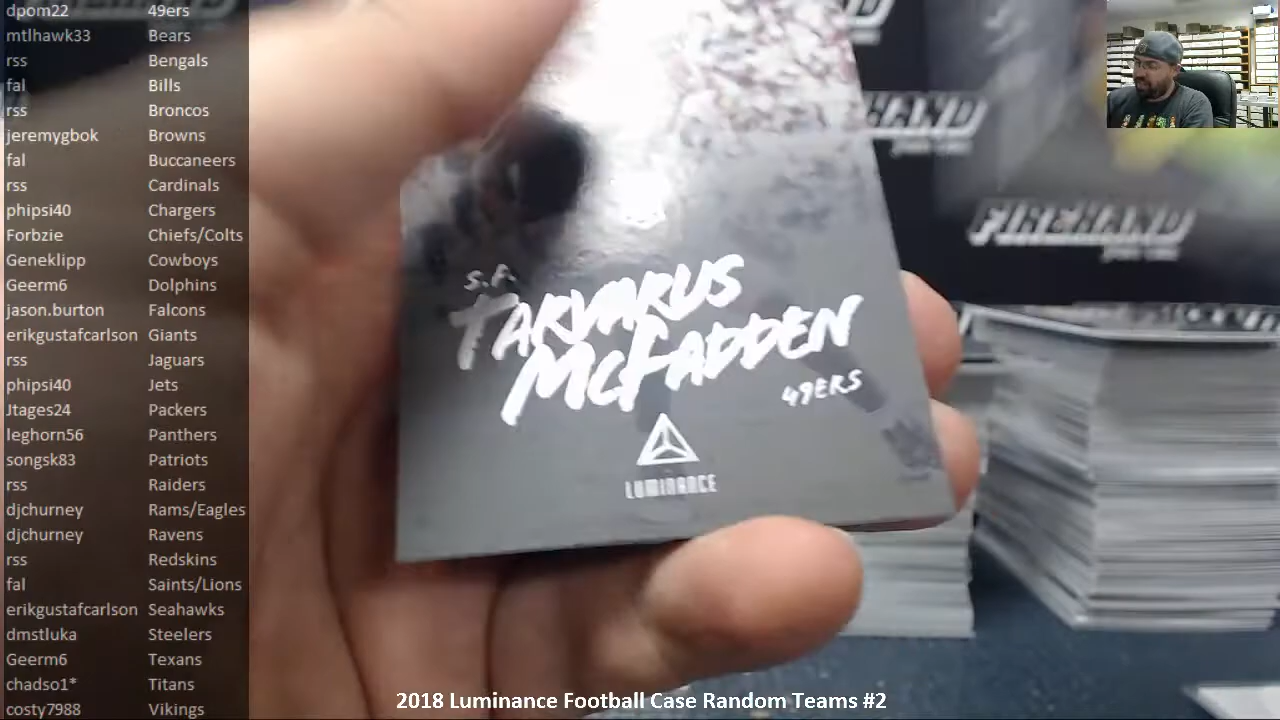 dpom22 49ers
mtlhawk33 Bears
rss Bengals
fal Bills
rss Broncos
jeremygbok Browns
fal Buccaneers
rss Cardinals
phipsi40 Chargers
Forbzie Chiefs/Colts
Geneklipp Cowboys
Geerm6 Dolphins
jason.burton Falcons
erikgustafcarlson Giants
rss Jaguars
phipsi40 Jets
Jtages24 Packers
leghorn56 Panthers
songsk83 Patriots
rss Raiders
djchurney Rams/Eagles
djchurney Ravens
rss Redskins
fal Saints/Lions
erikgustafcarlson Seahawks
dmstluka Steelers
Geerm6 Texans
chadso1* Titans
costy7988 Vikings
S.F.
TARVARUS
MCFADDEN
49ERS
LUMINANCE
FIREHAND
2018 Luminance Football Case Random Teams #2